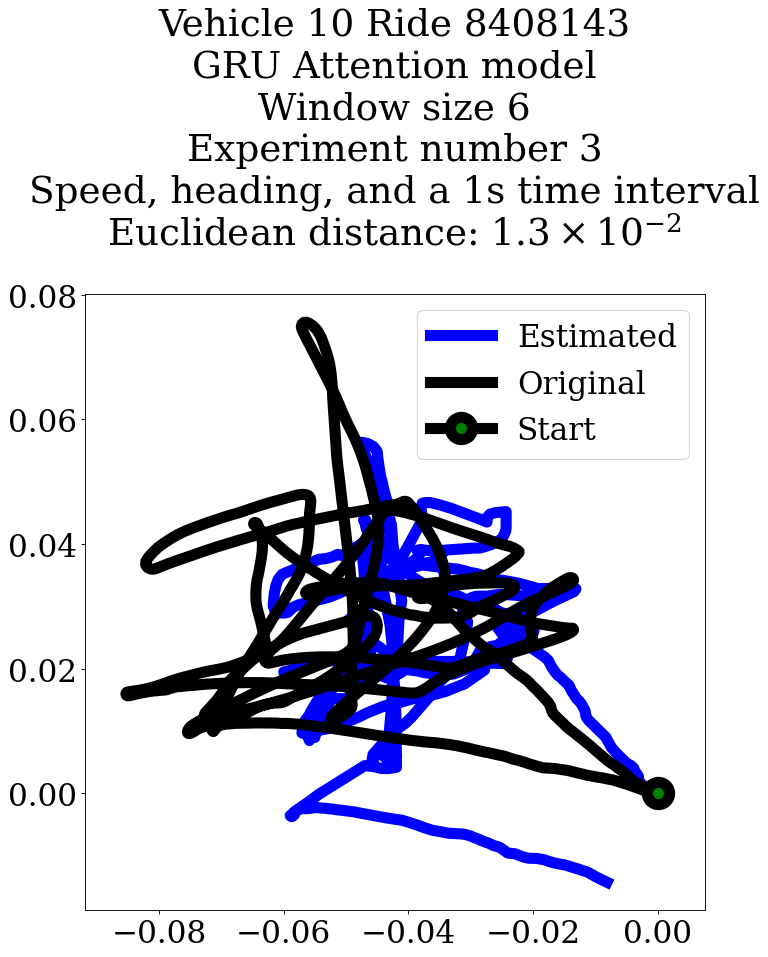 Vehicle 10 Ride 8408143
GRU Attention model
Window size 6
Experiment number 3
Speed, heading, and a 1s time interval
Euclidean distance: 1.3 × 10⁻²
Estimated
Original
Start
0.08
0.06
0.04
0.02
0.00
−0.08
−0.06
−0.04
−0.02
0.00